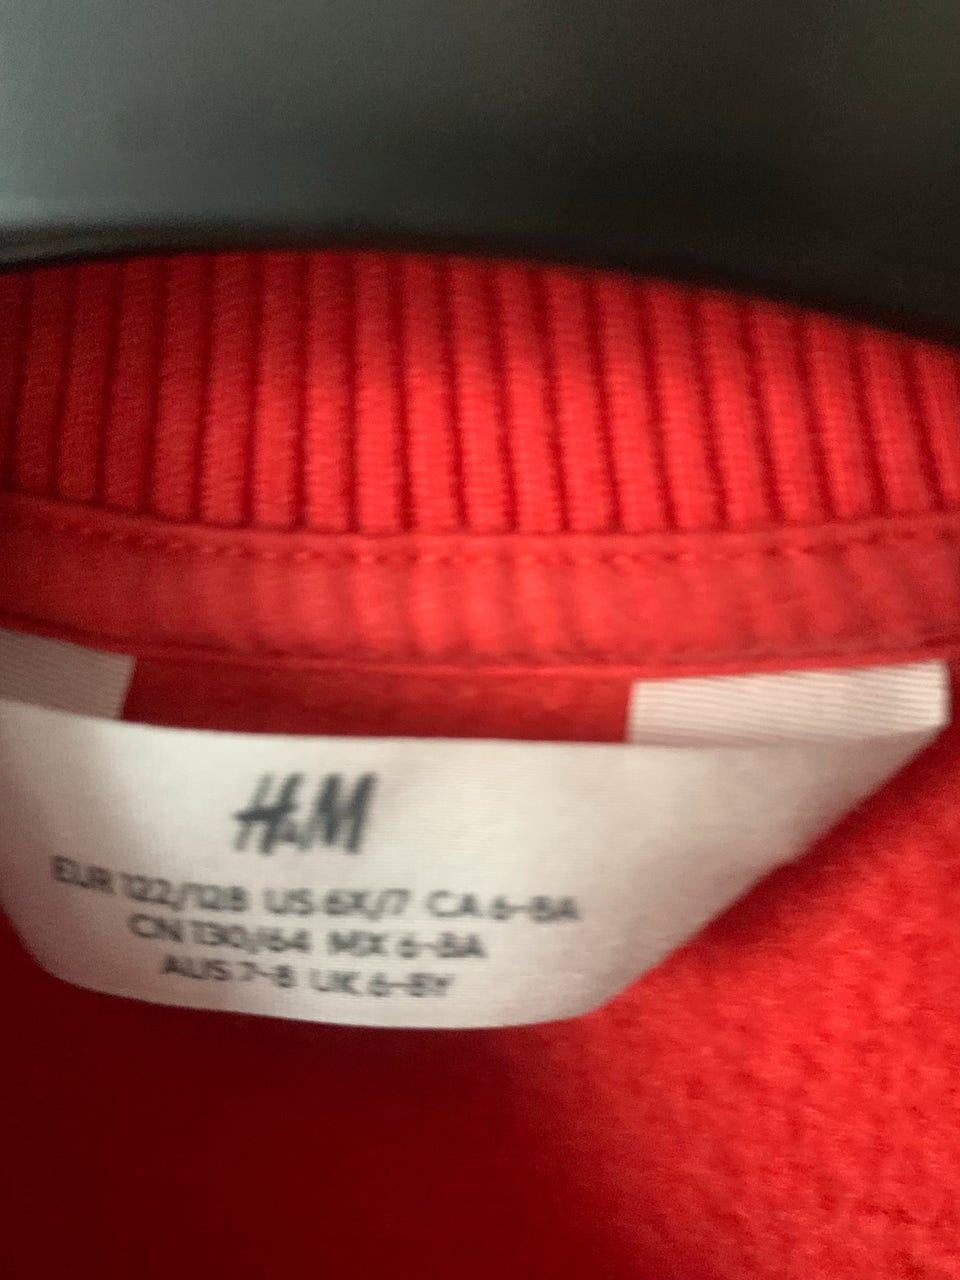 H&M
EUR 122/128 US 6X/7 CA 6-8A
CN 130/64 MX 6-8A
AUS 7-8 UK 6-8Y